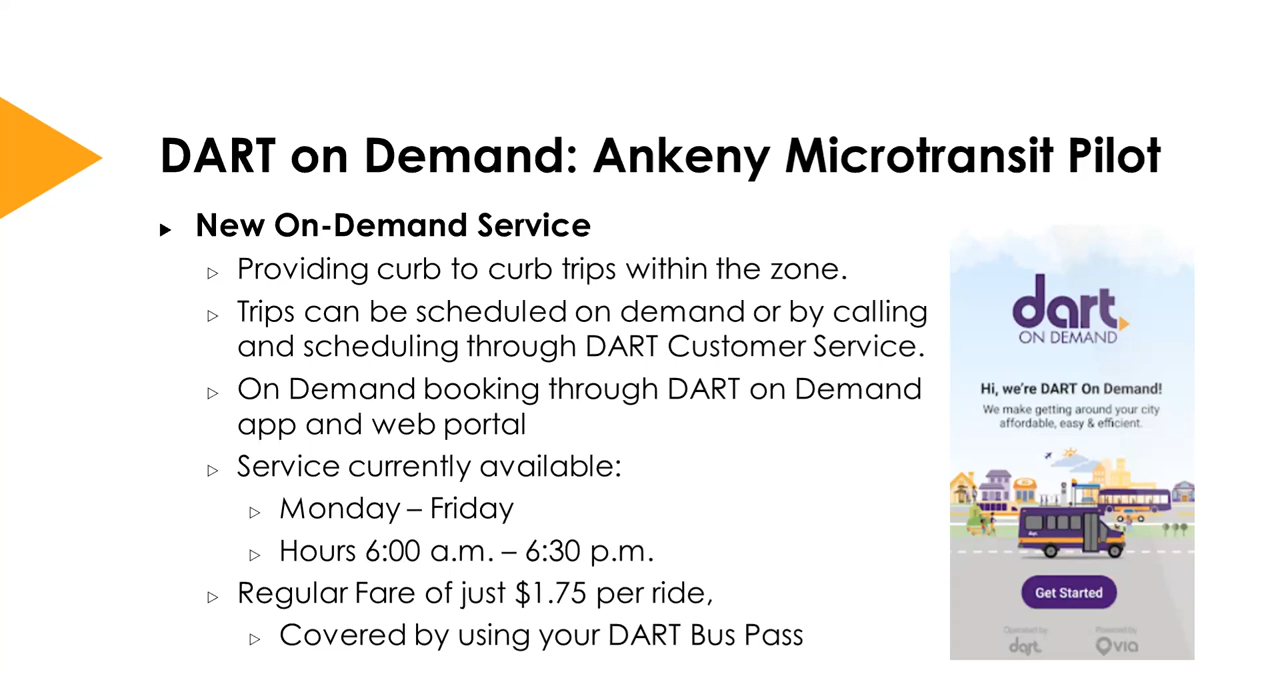 DART on Demand: Ankeny Microtransit Pilot
New On-Demand Service
Providing curb to curb trips within the zone.
Trips can be scheduled on demand or by calling
and scheduling through DART Customer Service.
On Demand booking through DART on Demand
app and web portal
Service currently available:
Monday – Friday
Hours 6:00 a.m. – 6:30 p.m.
Regular Fare of just $1.75 per ride,
Covered by using your DART Bus Pass
dart
ON DEMAND
Hi, we're DART On Demand!
We make getting around your city
affordable, easy & efficient.
Get Started
Operated by
dart
Powered by
via